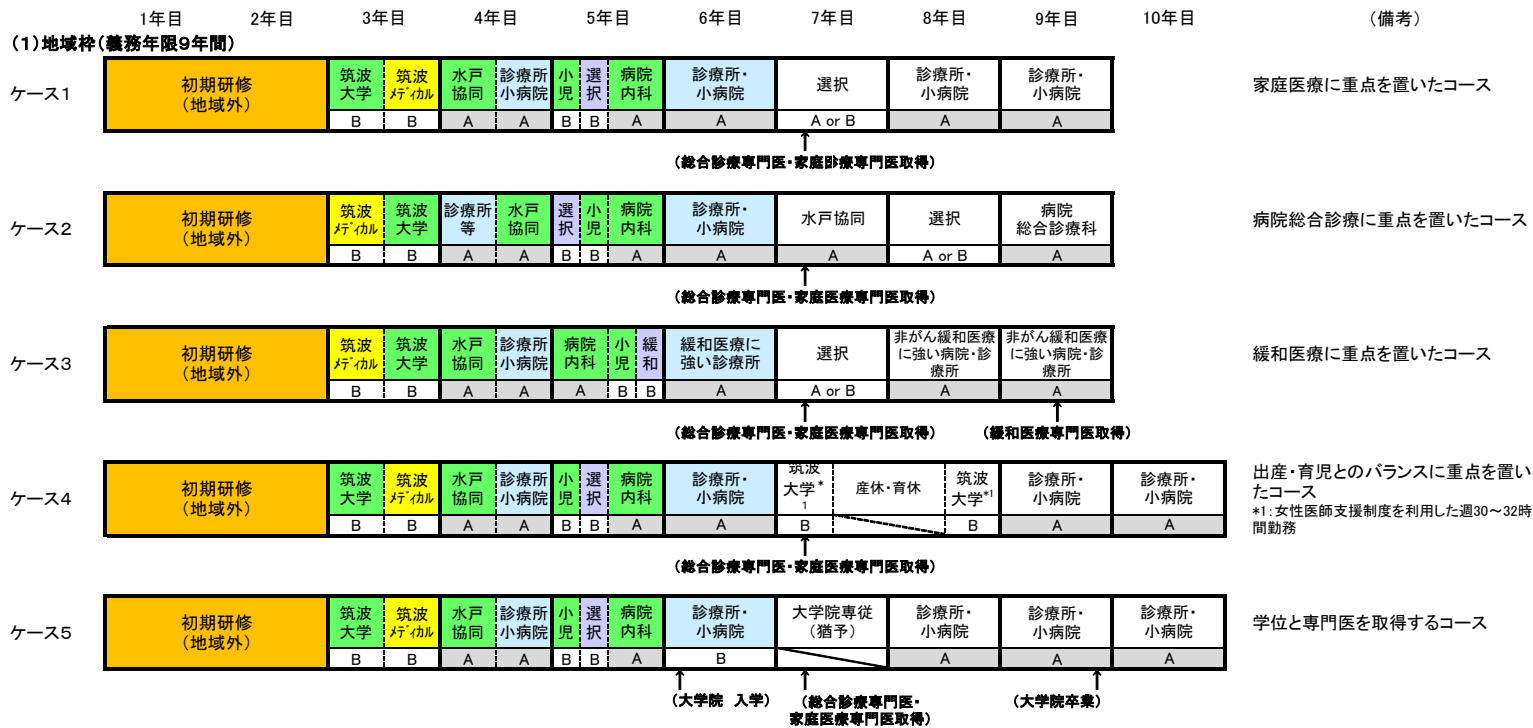 1年目 2年目 3年目 4年目 5年目 6年目 7年目 8年目 9年目 10年目 (備考)
(1)地域枠(義務年限9年間)
ケース1
初期研修
(地域外)
筑波
大学
筑波
メディカル
水戸
協同
診療所
小病院
小
児
選
択
病院
内科
診療所・
小病院
選択
診療所・
小病院
診療所・
小病院
家庭医療に重点を置いたコース
B B A A B B A A A or B A A
(総合診療専門医・家庭診療専門医取得)
ケース2
初期研修
(地域外)
筑波
メディカル
筑波
大学
診療所
等
水戸
協同
選
択
小
児
病院
内科
診療所・
小病院
水戸協同
選択
病院
総合診療科
病院総合診療に重点を置いたコース
B B A A B B A A A A or B A
(総合診療専門医・家庭医療専門医取得)
ケース3
初期研修
(地域外)
筑波
メディカル
筑波
大学
水戸
協同
診療所
小病院
病院
内科
小
児
緩
和
緩和医療に
強い診療所
選択
非がん緩和医療
に強い病院・診
療所
非がん緩和医療
に強い病院・診
療所
緩和医療に重点を置いたコース
B B A A A B B A A or B A A
(総合診療専門医・家庭医療専門医取得) (緩和医療専門医取得)
ケース4
初期研修
(地域外)
筑波
大学
筑波
メディカル
水戸
協同
診療所
小病院
小
児
選
択
病院
内科
診療所・
小病院
筑波
大学*
1
産休・育休
筑波
大学*1
診療所・
小病院
診療所・
小病院
出産・育児とのバランスに重点を置い
たコース
*1:女性医師支援制度を利用した週30～32時
間勤務
B B A A B B A A B B A A
(総合診療専門医・家庭医療専門医取得)
ケース5
初期研修
(地域外)
筑波
大学
筑波
メディカル
水戸
協同
診療所
小病院
小
児
選
択
病院
内科
診療所・
小病院
大学院専従
(猶予)
診療所・
小病院
診療所・
小病院
診療所・
小病院
学位と専門医を取得するコース
B B A A B B A B A A A
(大学院 入学) (総合診療専門医・
家庭医療専門医取得)
(大学院卒業)